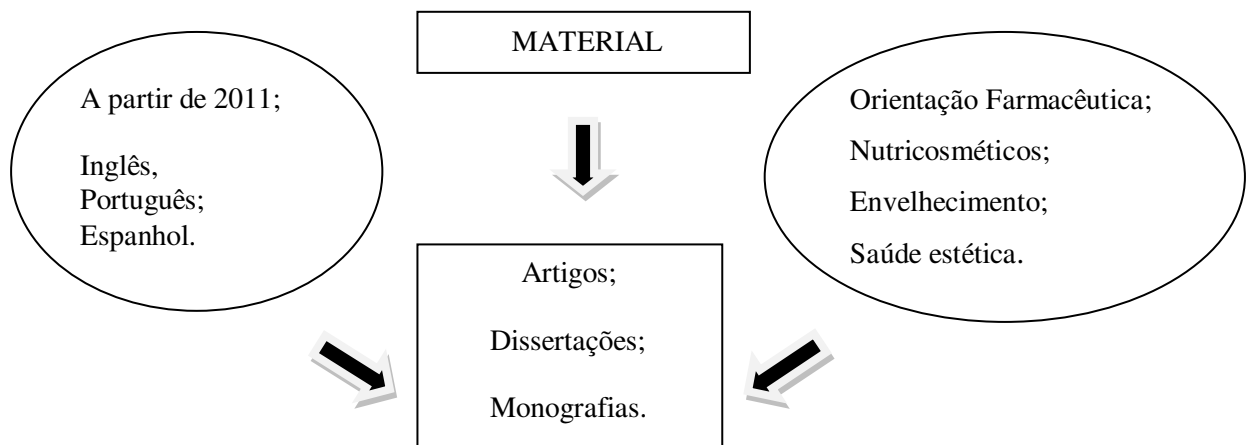 MATERIAL
A partir de 2011;
Inglês,
Português;
Espanhol.
Orientação Farmacêutica;
Nutricosméticos;
Envelhecimento;
Saúde estética.
Artigos;
Dissertações;
Monografias.